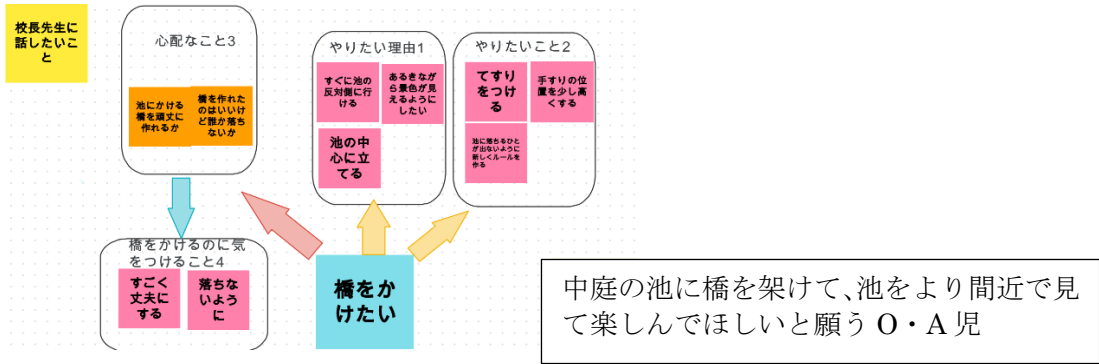 校長先生に
話したいこ
と
心配なこと3
池にかける
橋を頑丈に
作れるか
橋を作れた
のはいいけ
ど誰か落ち
ないか
やりたい理由1
すぐに池の
反対側に行
ける
あるきなが
ら景色が見
えるように
したい
池の中
心に立
てる
やりたいこと2
てすり
をつけ
る
手すりの位
置を少し高
くする
池に落ちるひと
が出ないように
新しくルールを
作る
橋をかけるのに気
をつけること4
すごく
丈夫に
する
落ちな
いよう
に
橋をか
けたい
中庭の池に橋を架けて、池をより間近で見
て楽しんでほしいと願う O・A 児